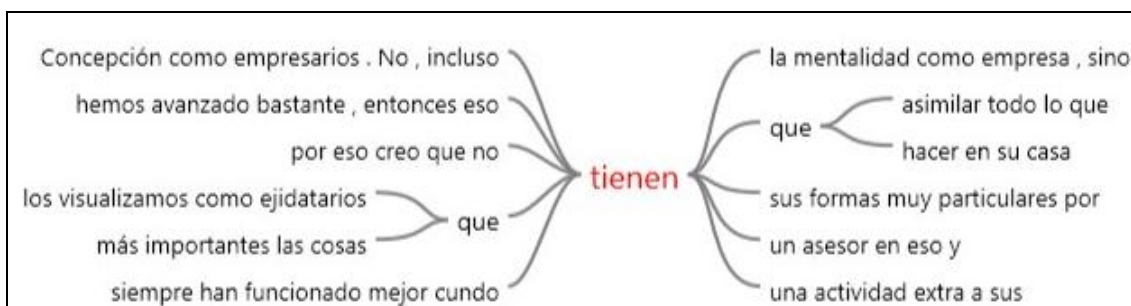 Concepción como empresarios . No , incluso
hemos avanzado bastante , entonces eso
por eso creo que no
los visualizamos como ejidatarios
más importantes las cosas
que
siempre han funcionado mejor cundo
tienen
la mentalidad como empresa , sino
que
asimilar todo lo que
hacer en su casa
sus formas muy particulares por
un asesor en eso y
una actividad extra a sus